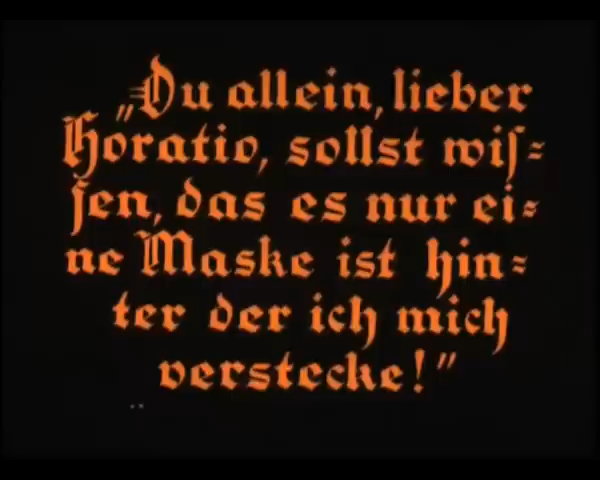 „Du allein, lieber
Horatio, sollst wiſ=
ſen, das es nur ei=
ne Maske ist hin=
ter der ich mich
verstecke!”